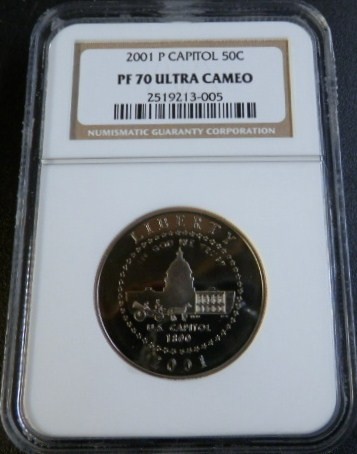 2001 P CAPITOL 50C
PF 70 ULTRA CAMEO
2519213-005
NUMISMATIC GUARANTY CORPORATION
LIBERTY
U.S. CAPITOL
1800
2001